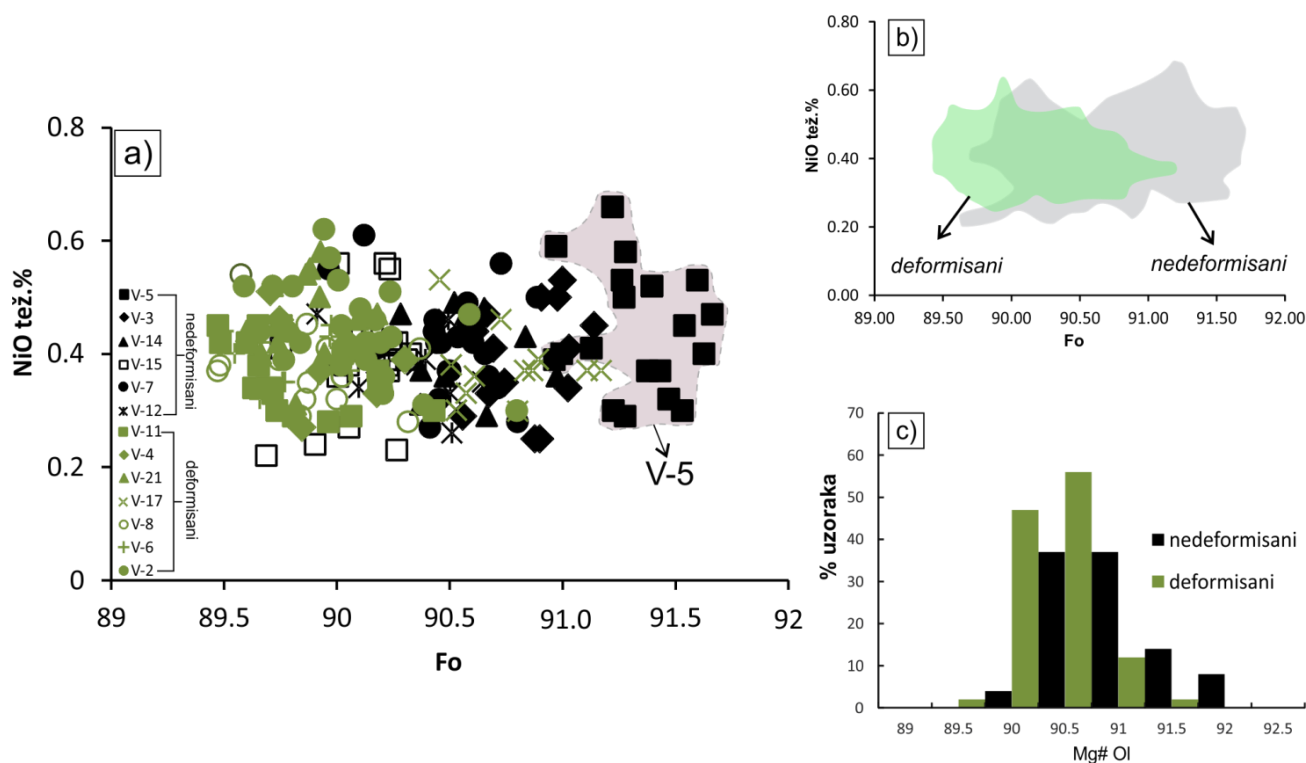 a)
NiO tež.%
0.8
0.6
0.4
0.2
0
89
89.5
90
90.5
91.0
91.5
92
Fo
V-5
V-3
V-14
V-15
V-7
V-12
nedeformisani
V-11
V-4
V-21
V-17
V-8
V-6
V-2
deformisani
V-5
b)
NiO tež.%
0.80
0.60
0.40
0.20
0.00
89.00
89.50
90.00
90.50
91.00
91.50
92.00
Fo
deformisani
nedeformisani
c)
% uzoraka
70
60
50
40
30
20
10
0
89
89.5
90
90.5
91
91.5
92
92.5
Mg# Ol
nedeformisani
deformisani